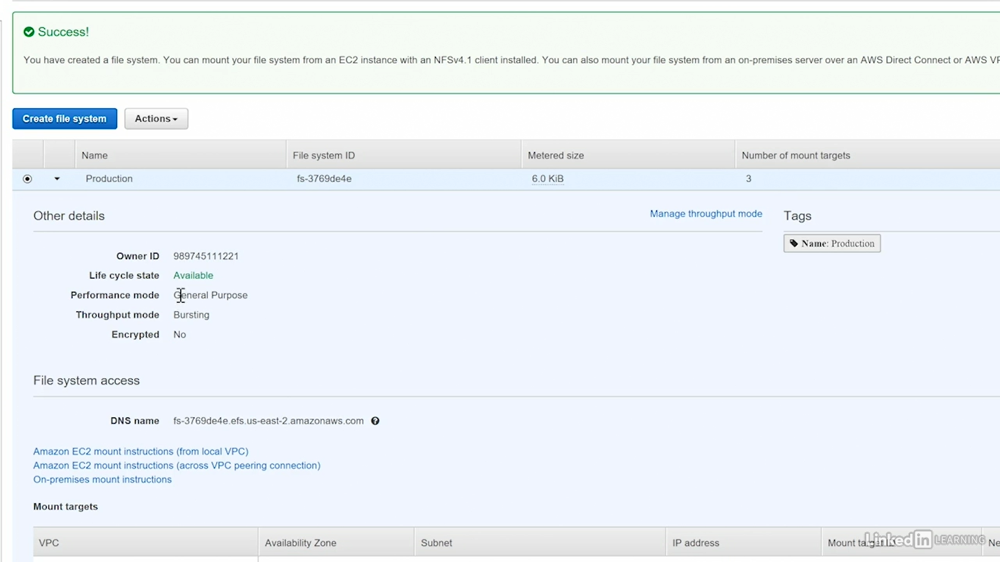 Success!
You have created a file system. You can mount your file system from an EC2 instance with an NFSv4.1 client installed. You can also mount your file system from an on-premises server over an AWS Direct Connect or AWS VP
Create file system Actions
Name File system ID Metered size Number of mount targets
Production fs-3769de4e 6.0 KiB 3
Other details Manage throughput mode Tags
Name: Production
Owner ID 989745111221
Life cycle state Available
Performance mode General Purpose
Throughput mode Bursting
Encrypted No
File system access
DNS name fs-3769de4e.efs.us-east-2.amazonaws.com
Amazon EC2 mount instructions (from local VPC)
Amazon EC2 mount instructions (across VPC peering connection)
On-premises mount instructions
Mount targets
VPC Availability Zone Subnet IP address Mount Ne
Linked in LEARNING